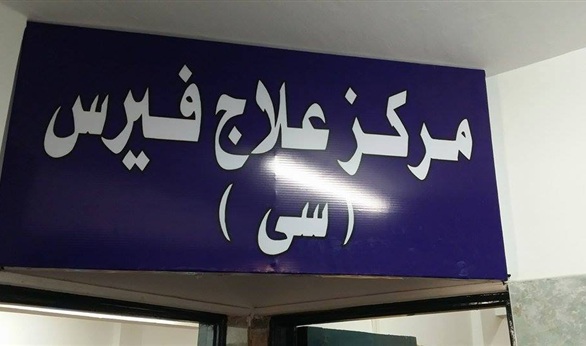 مركز علاج فيرس
( سى )